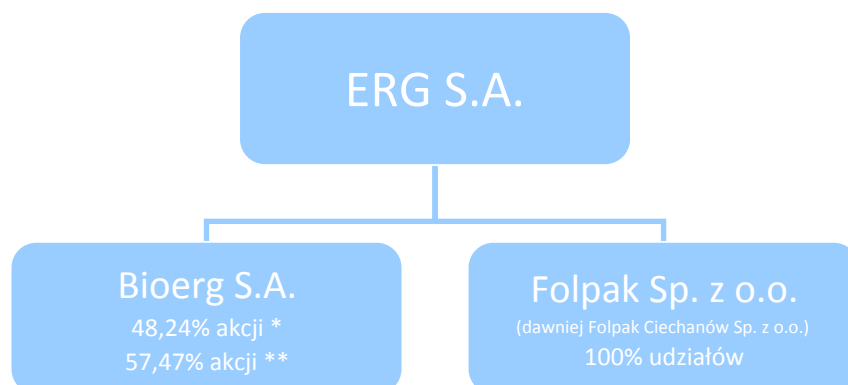 ERG S.A.
Bioerg S.A.
48,24% akcji *
57,47% akcji **
Folpak Sp. z o.o.
(dawniej Folpak Ciechanów Sp. z o.o.)
100% udziałów